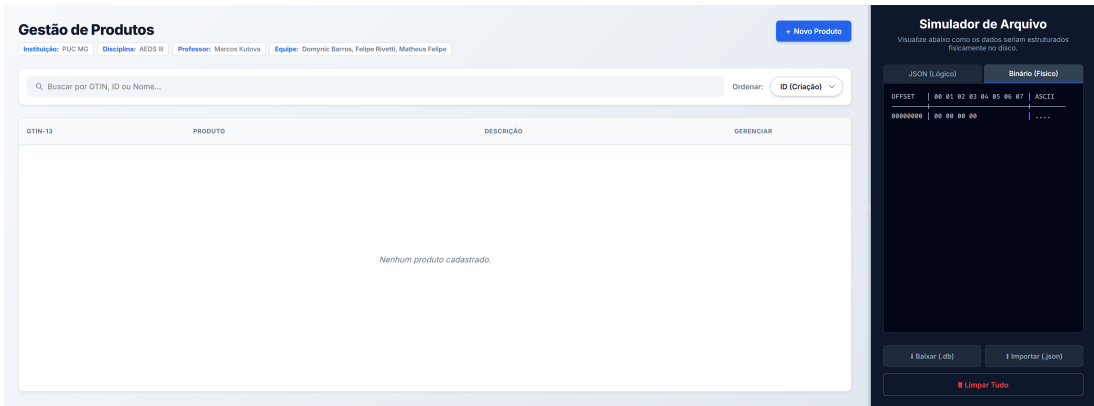 Gestão de Produtos
Instituição: PUC MG Disciplina: AEDS III Professor: Marcos Kutova Equipe: Domynic Barros, Felipe Rivetti, Matheus Felipe
+ Novo Produto
Buscar por GTIN, ID ou Nome...
Ordenar: ID (Criação)
GTIN-13 PRODUTO DESCRIÇÃO GERENCIAR
Nenhum produto cadastrado.
Simulador de Arquivo
Visualize abaixo como os dados seriam estruturados
fisicamente no disco.
JSON (Lógico) Binário (Físico)
OFFSET | 00 01 02 03 04 05 06 07 | ASCII
00000000 | 00 00 00 00 | ....
⬇ Baixar (.db) ⬆ Importar (.json)
Limpar Tudo